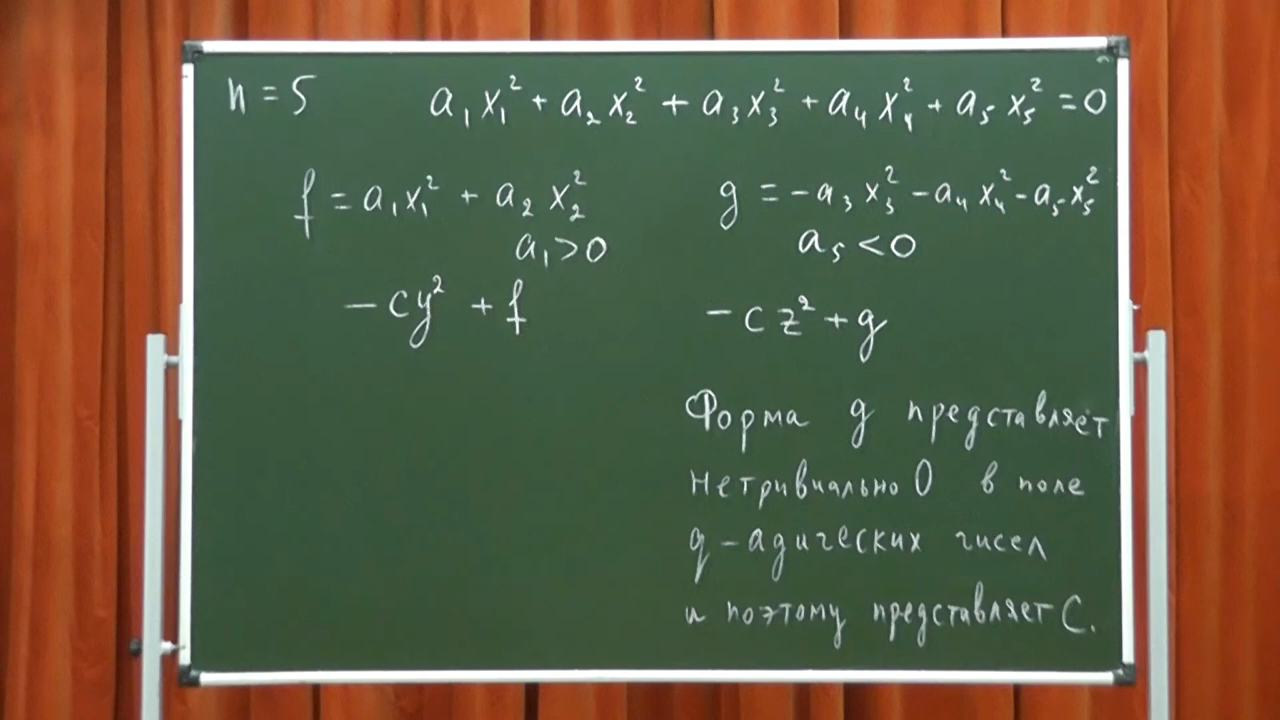 n = 5 a₁x₁² + a₂x₂² + a₃x₃² + a₄x₄² + a₅x₅² = 0
f = a₁x₁² + a₂x₂² g = -a₃x₃² - a₄x₄² - a₅x₅²
a₁ > 0 a₅ < 0
-cy² + f -cz² + g
Форма g представляет
нетривиально 0 в поле
q-адических чисел
и поэтому представляет C.